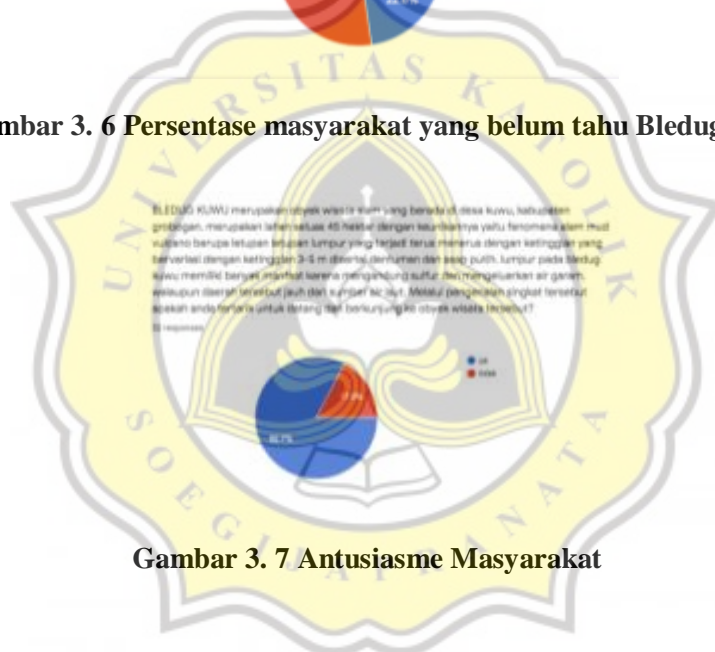 mbar 3. 6 Persentase masyarakat yang belum tahu Bledug
UNIVERSITAS KATOLIK
BLEDUG KUWU merupakan obyek wisata alam yang berada di desa kuwu, kabupaten
grobogan, merupakan lahan seluas 45 hektar dengan keunikannya yaitu fenomena alam mud
vulcano berupa letupan letupan lumpur yang terjadi terus menerus dengan ketinggian yang
bervariasi dengan ketinggian 3-5 m disertai dentuman dan asap putih. lumpur pada bledug
kuwu memiliki banyak manfaat karena mengandung sulfur dan mengeluarkan air garam,
walaupun daerah tersebut jauh dari sumber air laut. Melalui pengenalan singkat tersebut
apakah anda tertarik untuk datang dan berkunjung ke obyek wisata tersebut?
responses
SOEGIJAPRANATA
Gambar 3. 7 Antusiasme Masyarakat